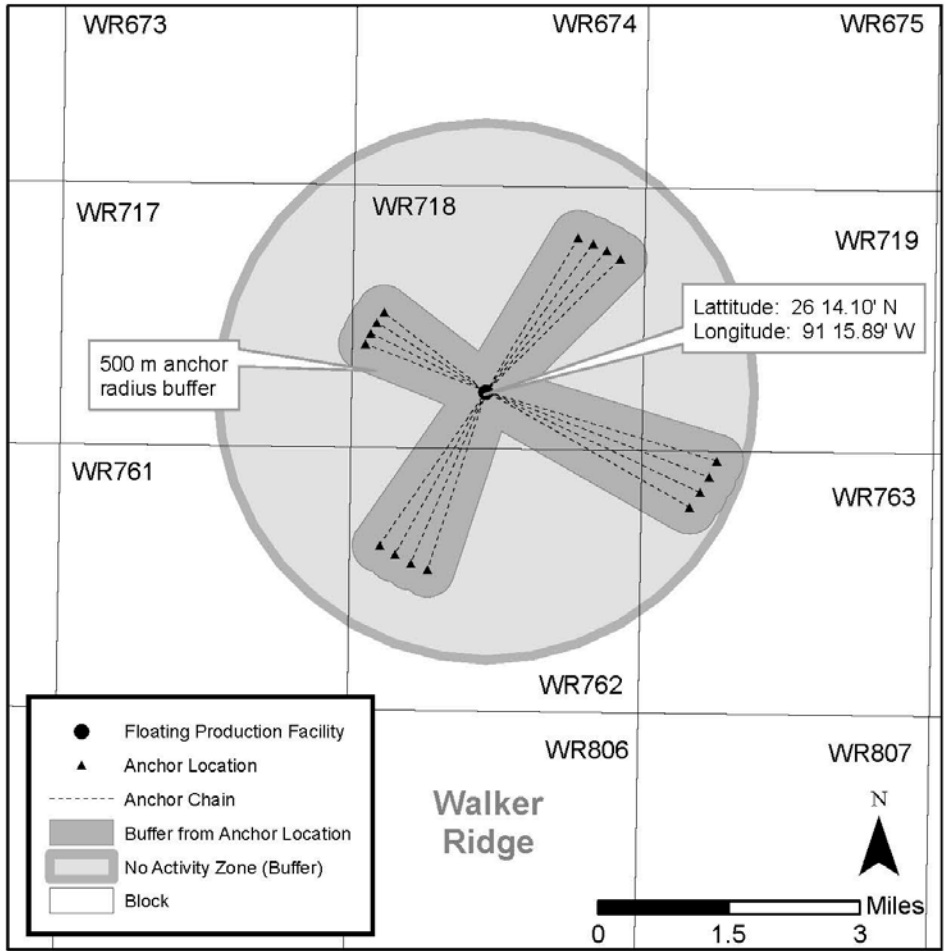 WR673
WR674
WR675
WR717
WR718
WR719
Lattitude: 26 14.10' N
Longitude: 91 15.89' W
500 m anchor
radius buffer
WR761
WR763
WR762
WR806
WR807
Floating Production Facility
Anchor Location
Anchor Chain
Buffer from Anchor Location
No Activity Zone (Buffer)
Block
Walker
Ridge
N
Miles
0 1.5 3